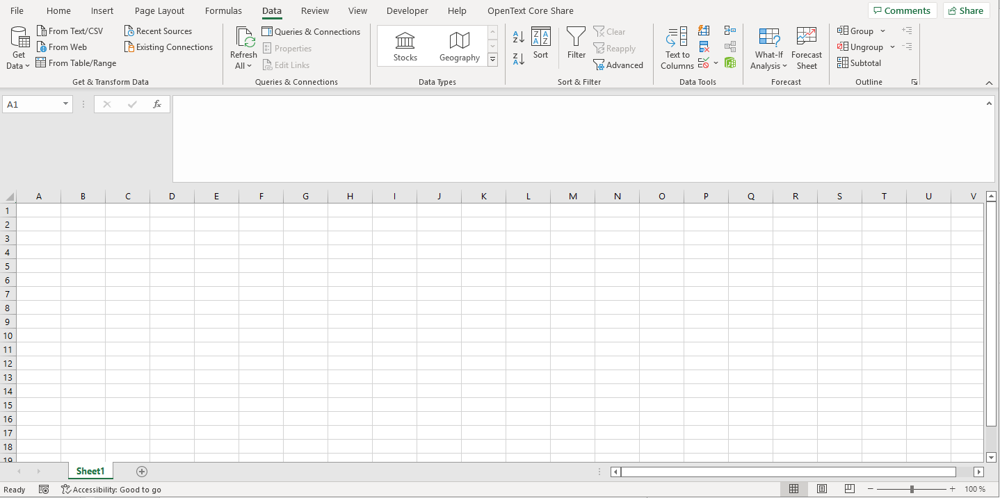 File Home Insert Page Layout Formulas Data Review View Developer Help OpenText Core Share Comments Share
Get Data
From Text/CSV
From Web
From Table/Range
Recent Sources
Existing Connections
Get & Transform Data
Refresh All
Queries & Connections
Properties
Edit Links
Queries & Connections
Stocks
Geography
Data Types
Sort
Filter
Clear
Reapply
Advanced
Sort & Filter
Text to
Columns
Data Tools
What-If
Analysis
Forecast
Sheet
Forecast
Group
Ungroup
Subtotal
Outline
A1
fx
A B C D E F G H I J K L M N O P Q R S T U V
1
2
3
4
5
6
7
8
9
10
11
12
13
14
15
16
17
18
19
Sheet1
Ready Accessibility: Good to go 100 %